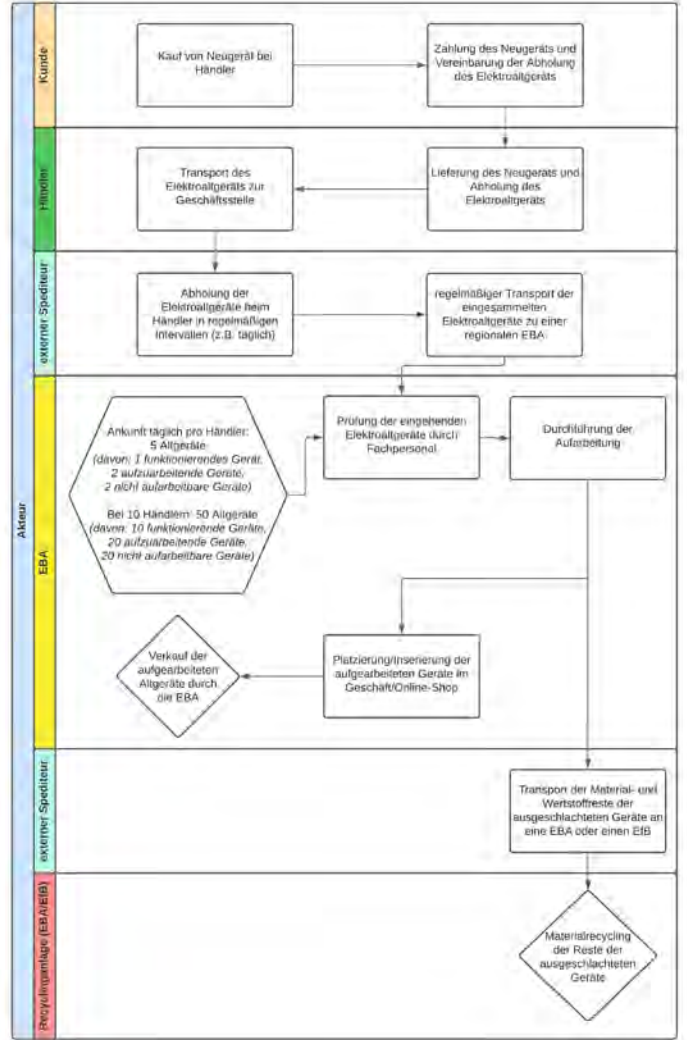 Akteur
Kunde
Kauf von Neugerät bei
Händler
Zahlung des Neugeräts und
Vereinbarung der Abholung
des Elektroaltgeräts
Händler
Transport des
Elektroaltgeräts zur
Geschäftsstelle
Lieferung des Neugeräts und
Abholung des
Elektroaltgeräts
externer Spediteur
Abholung der
Elektroaltgeräte beim
Händler in regelmäßigen
Intervallen (z.B. täglich)
regelmäßiger Transport der
eingesammelten
Elektroaltgeräte zu einer
regionalen EBA
EBA
Ankunft täglich pro Händler:
5 Altgeräte
(davon: 1 funktionierendes Gerät,
2 aufzuarbeitende Geräte,
2 nicht aufarbeitbare Geräte)
Bei 10 Händlern: 50 Altgeräte
(davon: 10 funktionierende Geräte,
20 aufzuarbeitende Geräte,
20 nicht aufarbeitbare Geräte)
Prüfung der eingehenden
Elektroaltgeräte durch
Fachpersonal
Durchführung der
Aufarbeitung
Verkauf der
aufgearbeiteten
Altgeräte durch
die EBA
Platzierung/Inserierung der
aufgearbeiteten Geräte im
Geschäft/Online-Shop
externer Spediteur
Transport der Material- und
Wertstoffreste der
ausgeschlachteten Geräte an
eine EBA oder einen EfB
Recyclinganlage (EBA/EfB)
Materialrecycling
der Reste der
ausgeschlachteten
Geräte